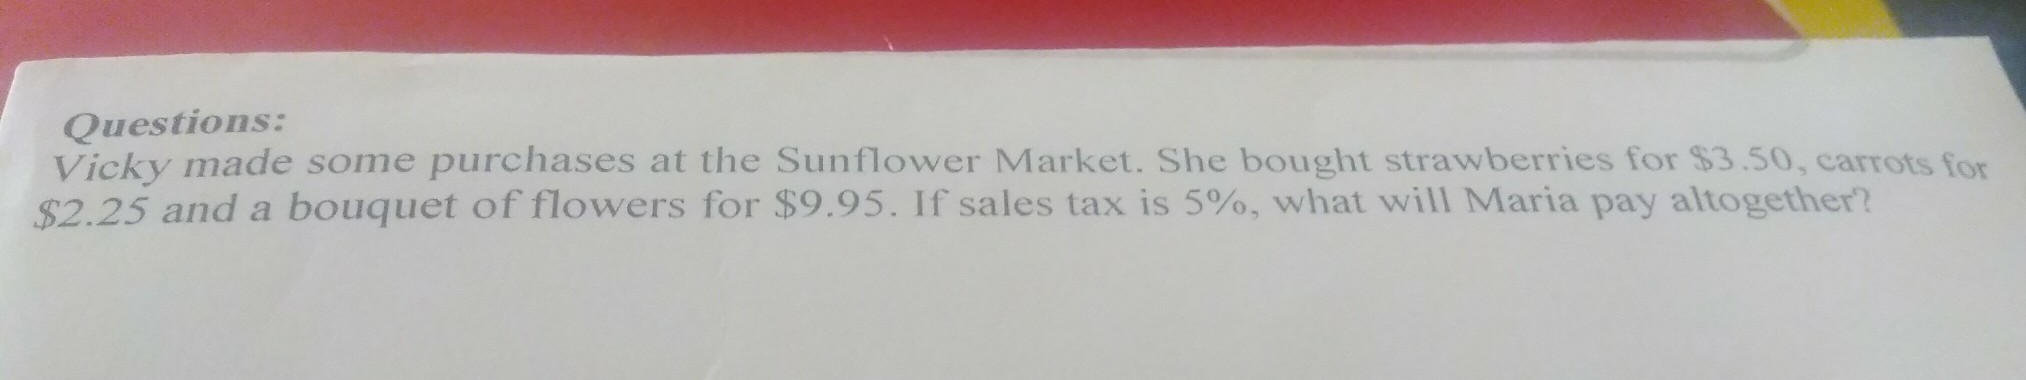 Questions:
Vicky made some purchases at the Sunflower Market. She bought strawberries for $3.50, carrots for
$2.25 and a bouquet of flowers for $9.95. If sales tax is 5%, what will Maria pay altogether?